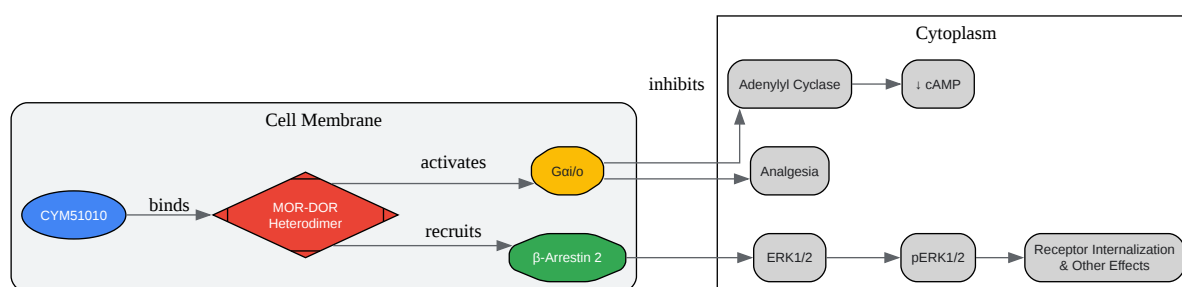 Cytoplasm
inhibits
Adenylyl Cyclase
↓ cAMP
Cell Membrane
activates
Gαi/o
Analgesia
CYM51010
binds
MOR-DOR
Heterodimer
recruits
β-Arrestin 2
ERK1/2
pERK1/2
Receptor Internalization
& Other Effects